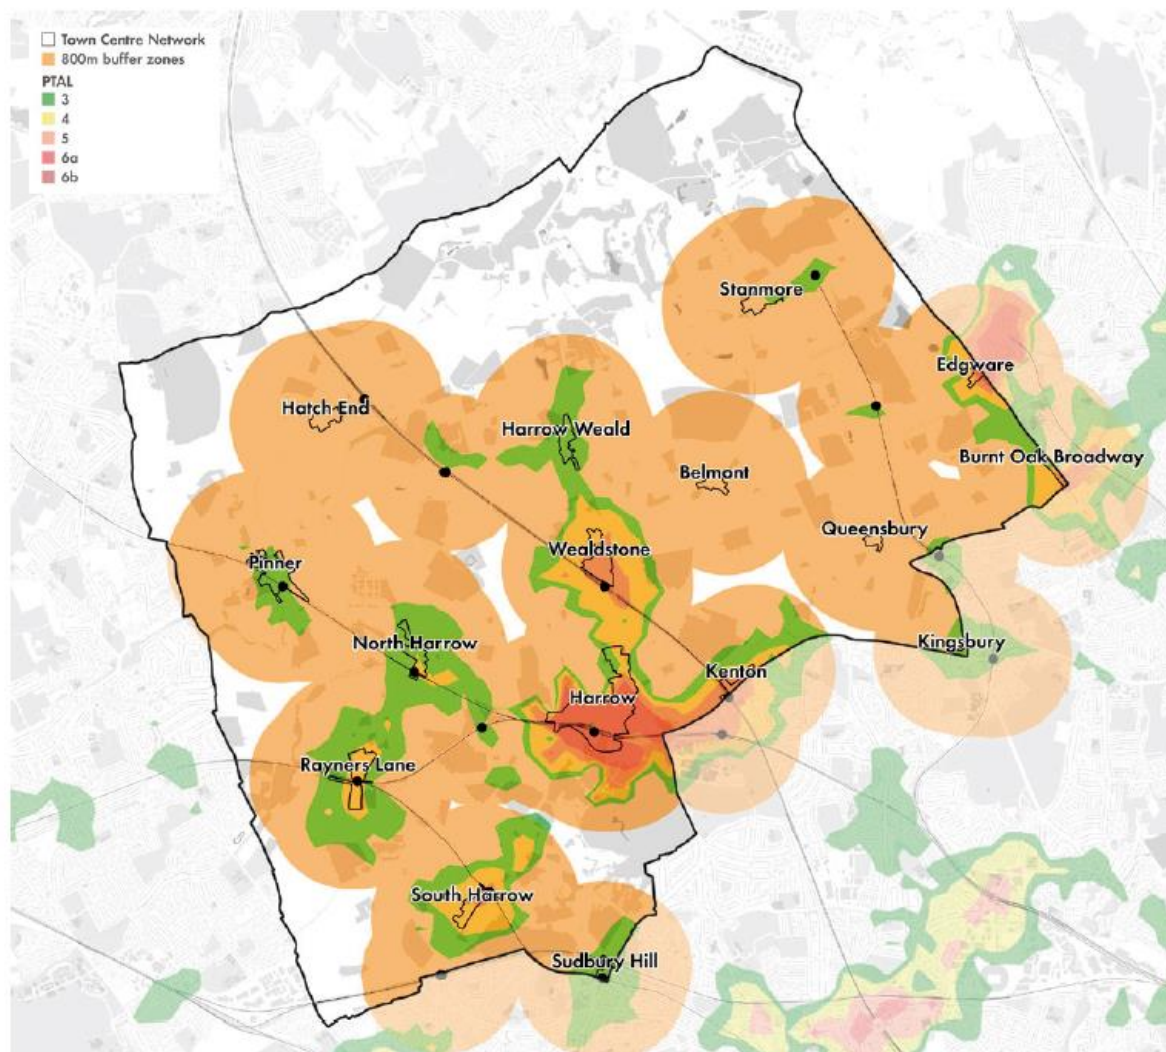 Town Centre Network
800m buffer zones
PTAL
3
4
5
6a
6b
Stanmore
Edgware
Hatch End
Harrow Weald
Burnt Oak Broadway
Belmont
Queensbury
Wealdstone
Pinner
North Harrow
Kingsbury
Kenton
Harrow
Rayners Lane
South Harrow
Sudbury Hill